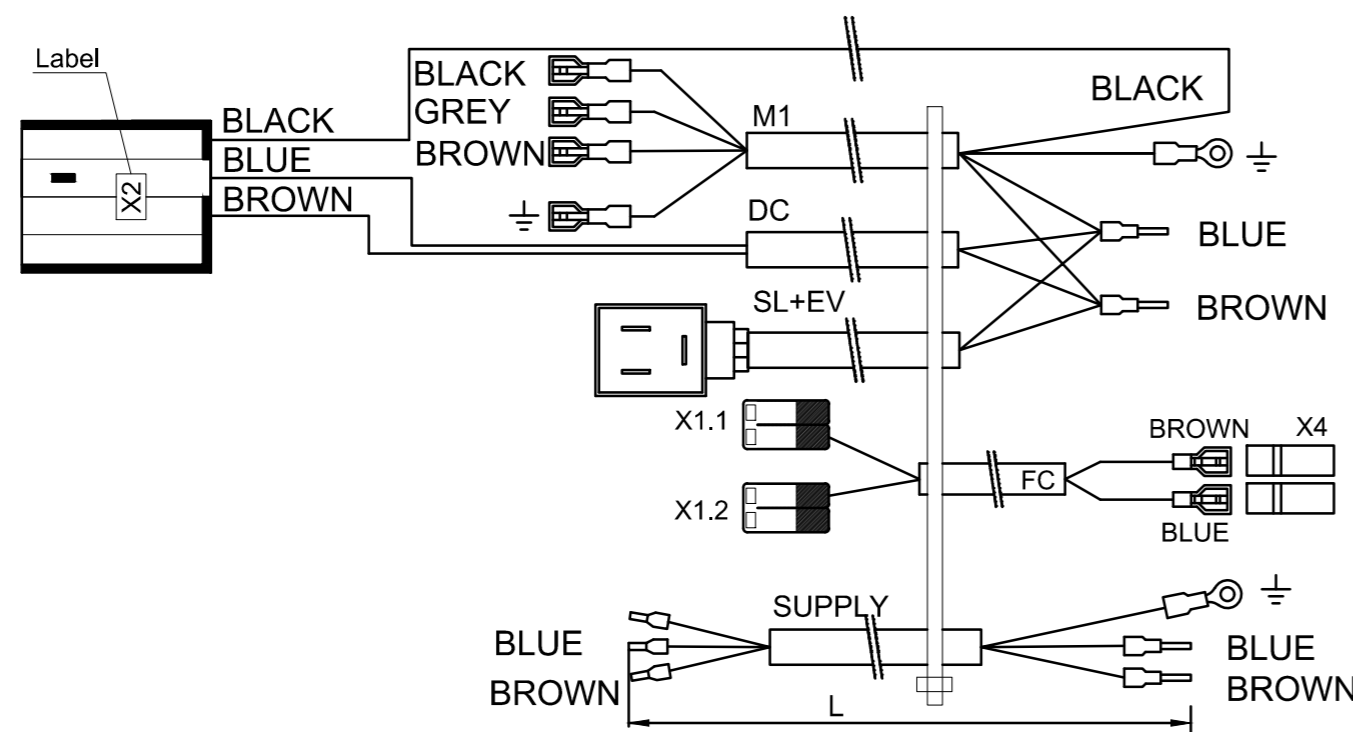 Label
X2
BLACK
BLUE
BROWN
BLACK
GREY
BROWN
M1
DC
SL+EV
BLACK
BLUE
BROWN
X1.1
X1.2
FC
BROWN
X4
BLUE
SUPPLY
BLUE
BROWN
BLUE
BROWN
L